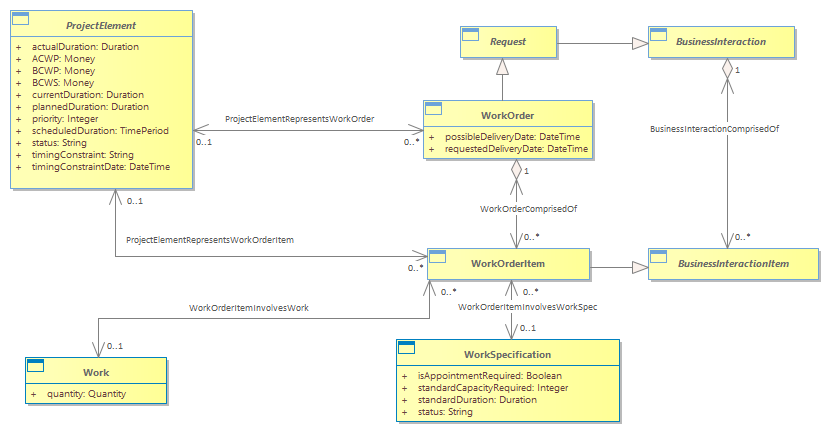 ProjectElement
+ actualDuration: Duration
+ ACWP: Money
+ BCWP: Money
+ BCWS: Money
+ currentDuration: Duration
+ plannedDuration: Duration
+ priority: Integer
+ scheduledDuration: TimePeriod
+ status: String
+ timingConstraint: String
+ timingConstraintDate: DateTime
Request
BusinessInteraction
1
WorkOrder
+ possibleDeliveryDate: DateTime
+ requestedDeliveryDate: DateTime
ProjectElementRepresentsWorkOrder
0..1
0..*
BusinessInteractionComprisedOf
1
WorkOrderComprisedOf
0..1
ProjectElementRepresentsWorkOrderItem
0..*
0..*
0..*
WorkOrderItem
BusinessInteractionItem
0..*
0..*
WorkOrderItemInvolvesWork
WorkOrderItemInvolvesWorkSpec
0..1
0..1
Work
+ quantity: Quantity
WorkSpecification
+ isAppointmentRequired: Boolean
+ standardCapacityRequired: Integer
+ standardDuration: Duration
+ status: String